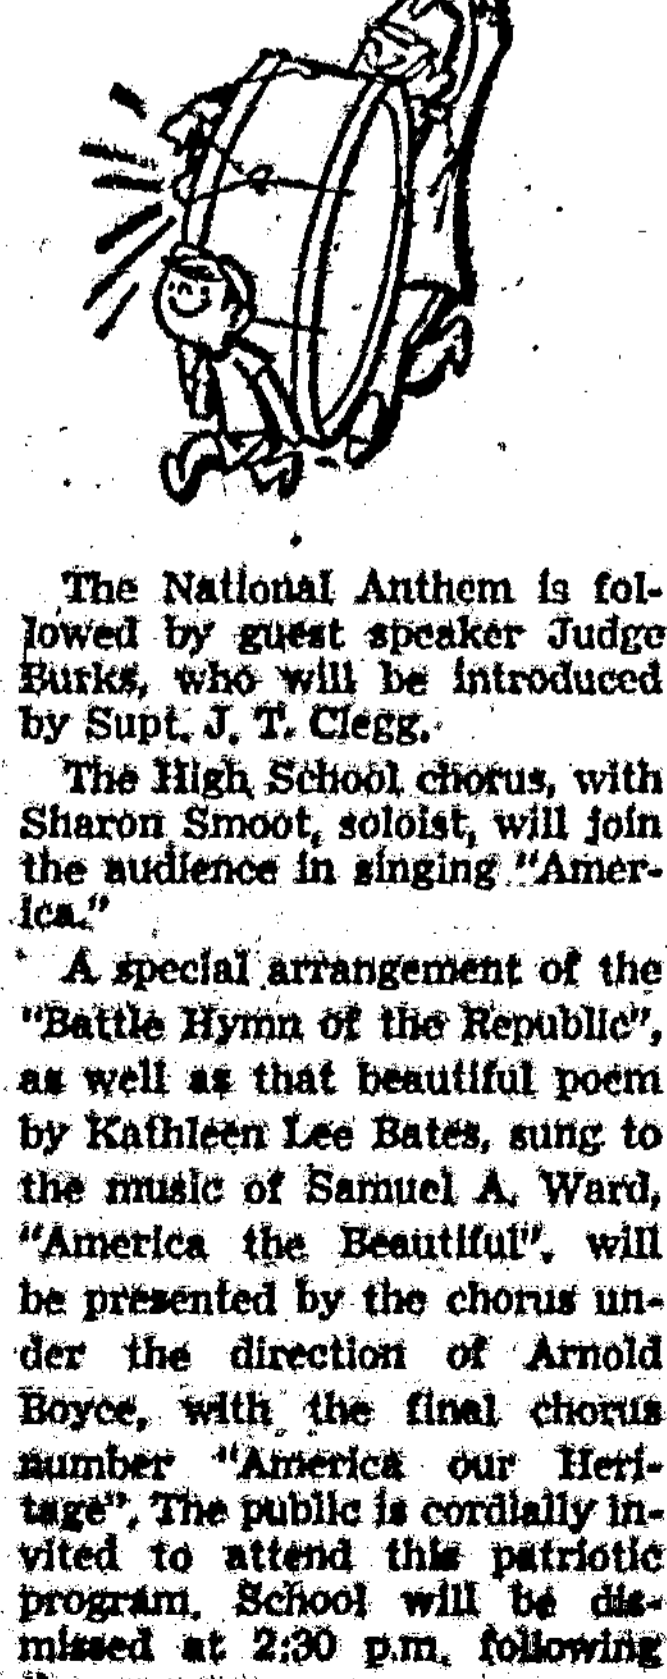 The National Anthem is fol-
lowed by guest speaker Judge
Burks, who will be introduced
by Supt. J. T. Clegg.
The High School chorus, with
Sharon Smoot, soloist, will join
the audience in singing "Amer-
ica."
A special arrangement of the
"Battle Hymn of the Republic",
as well as that beautiful poem
by Kathleen Lee Bates, sung to
the music of Samuel A. Ward,
"America the Beautiful", will
be presented by the chorus un-
der the direction of Arnold
Boyce, with the final chorus
number "America our Heri-
tage". The public is cordially in-
vited to attend this patriotic
program. School will be dis-
missed at 2:30 p.m. following